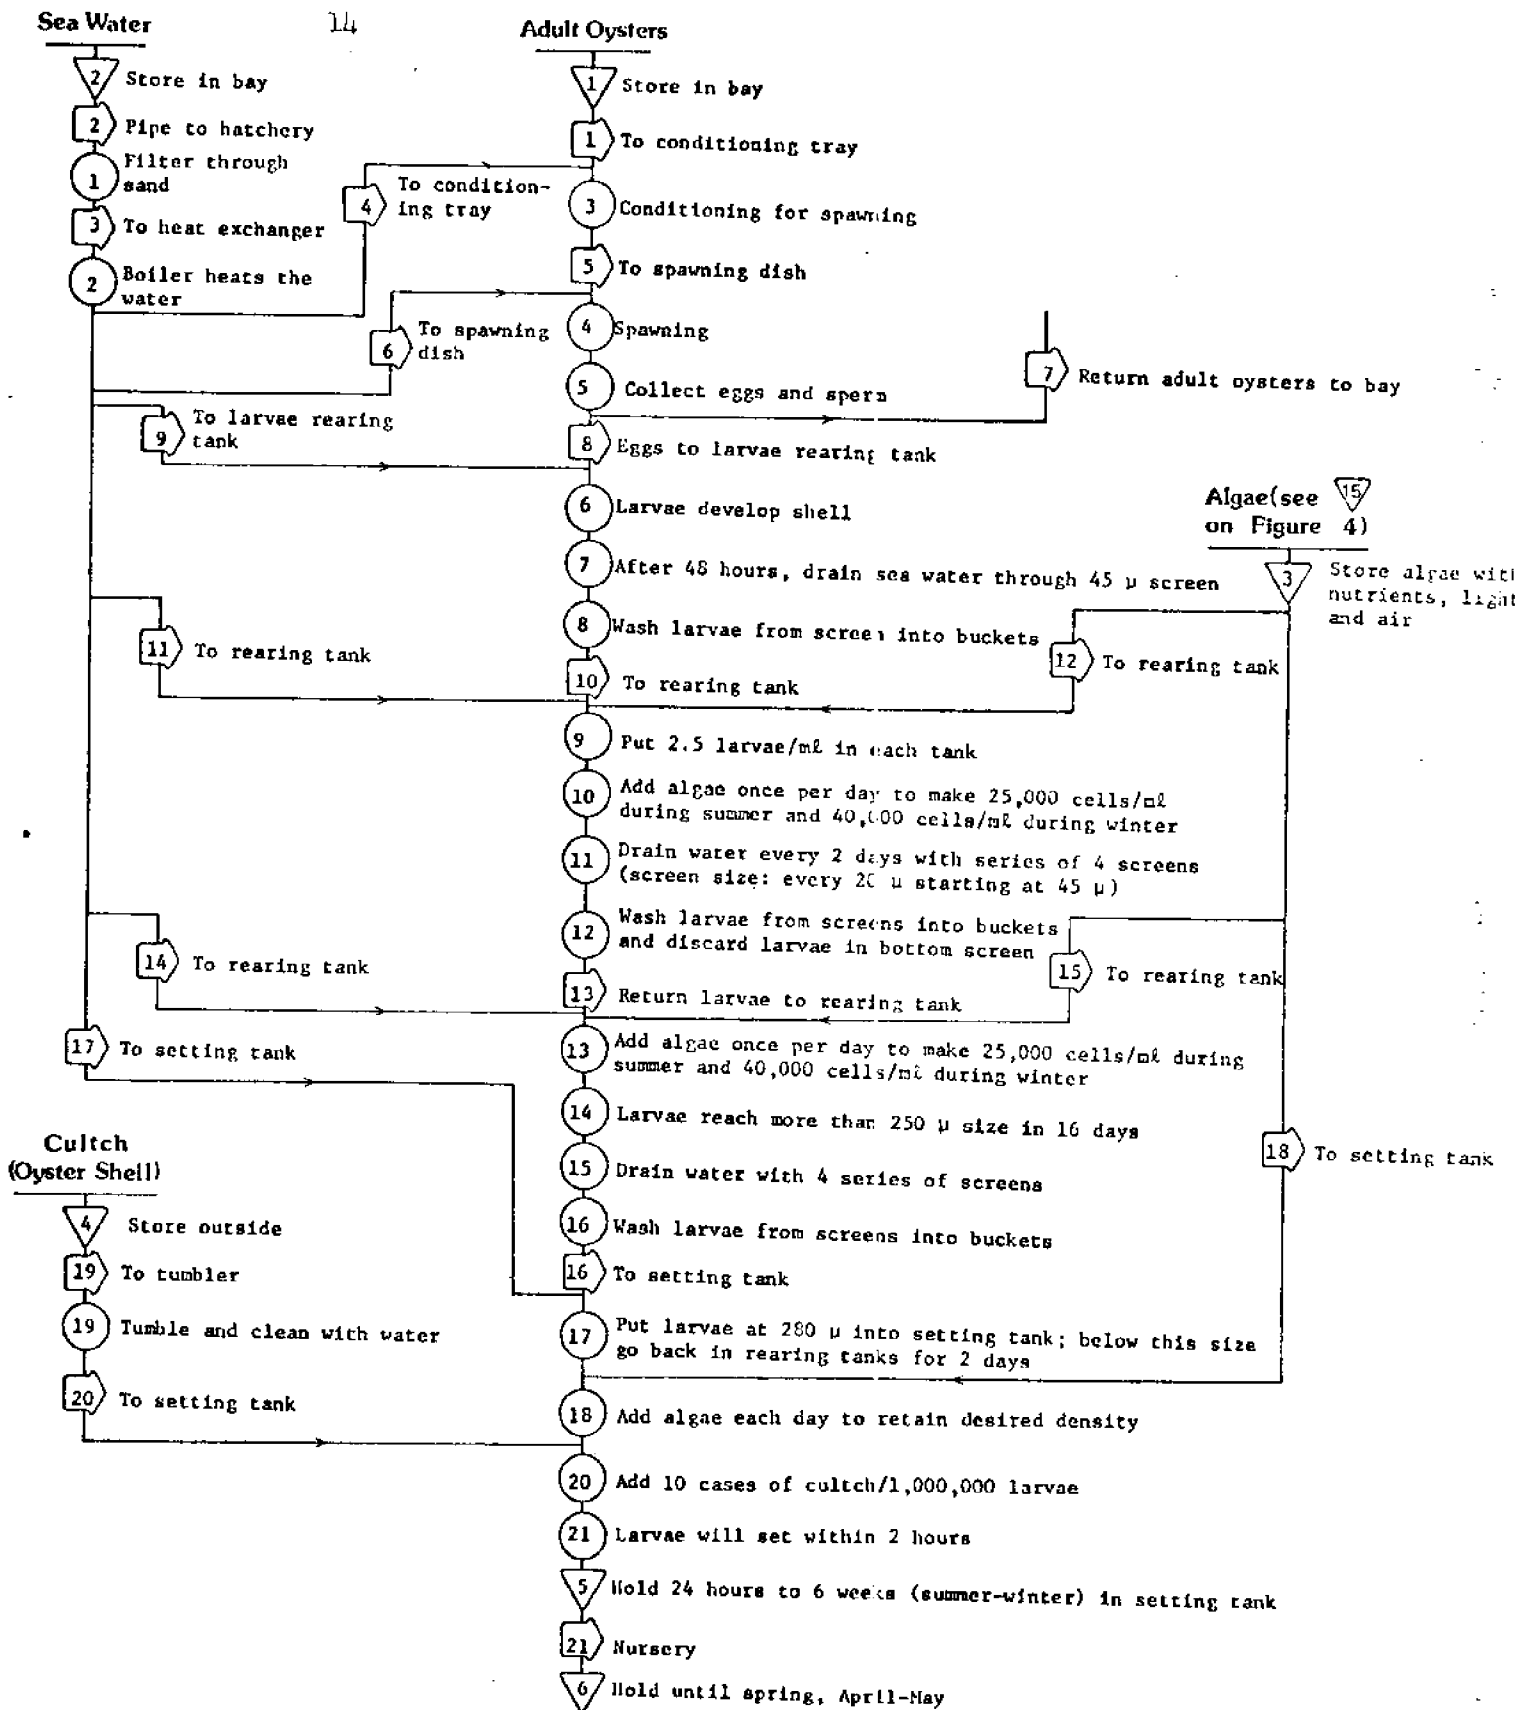 14
Sea Water
2 Store in bay
2 Pipe to hatchery
1 Filter through
sand
3 To heat exchanger
2 Boiler heats the
water
4 To condition-
ing tray
6 To spawning
dish
9 To larvae rearing
tank
11 To rearing tank
14 To rearing tank
17 To setting tank
Cultch
(Oyster Shell)
4 Store outside
19 To tumbler
19 Tumble and clean with water
20 To setting tank
Adult Oysters
1 Store in bay
1 To conditioning tray
3 Conditioning for spawning
5 To spawning dish
4 Spawning
5 Collect eggs and sperm
7 Return adult oysters to bay
8 Eggs to larvae rearing tank
6 Larvae develop shell
7 After 48 hours, drain sea water through 45 μ screen
8 Wash larvae from screen into buckets
10 To rearing tank
9 Put 2.5 larvae/mℓ in each tank
10 Add algae once per day to make 25,000 cells/mℓ
during summer and 40,000 cells/mℓ during winter
11 Drain water every 2 days with series of 4 screens
(screen size: every 20 μ starting at 45 μ)
12 Wash larvae from screens into buckets
and discard larvae in bottom screen
13 Return larvae to rearing tank
13 Add algae once per day to make 25,000 cells/mℓ during
summer and 40,000 cells/mℓ during winter
14 Larvae reach more than 250 μ size in 16 days
15 Drain water with 4 series of screens
16 Wash larvae from screens into buckets
16 To setting tank
17 Put larvae at 280 μ into setting tank; below this size
go back in rearing tanks for 2 days
18 Add algae each day to retain desired density
20 Add 10 cases of cultch/1,000,000 larvae
21 Larvae will set within 2 hours
5 Hold 24 hours to 6 weeks (summer-winter) in setting tank
21 Nursery
6 Hold until spring, April-May
Algae(see 15
on Figure 4)
3 Store algae with
nutrients, light
and air
12 To rearing tank
15 To rearing tank
18 To setting tank